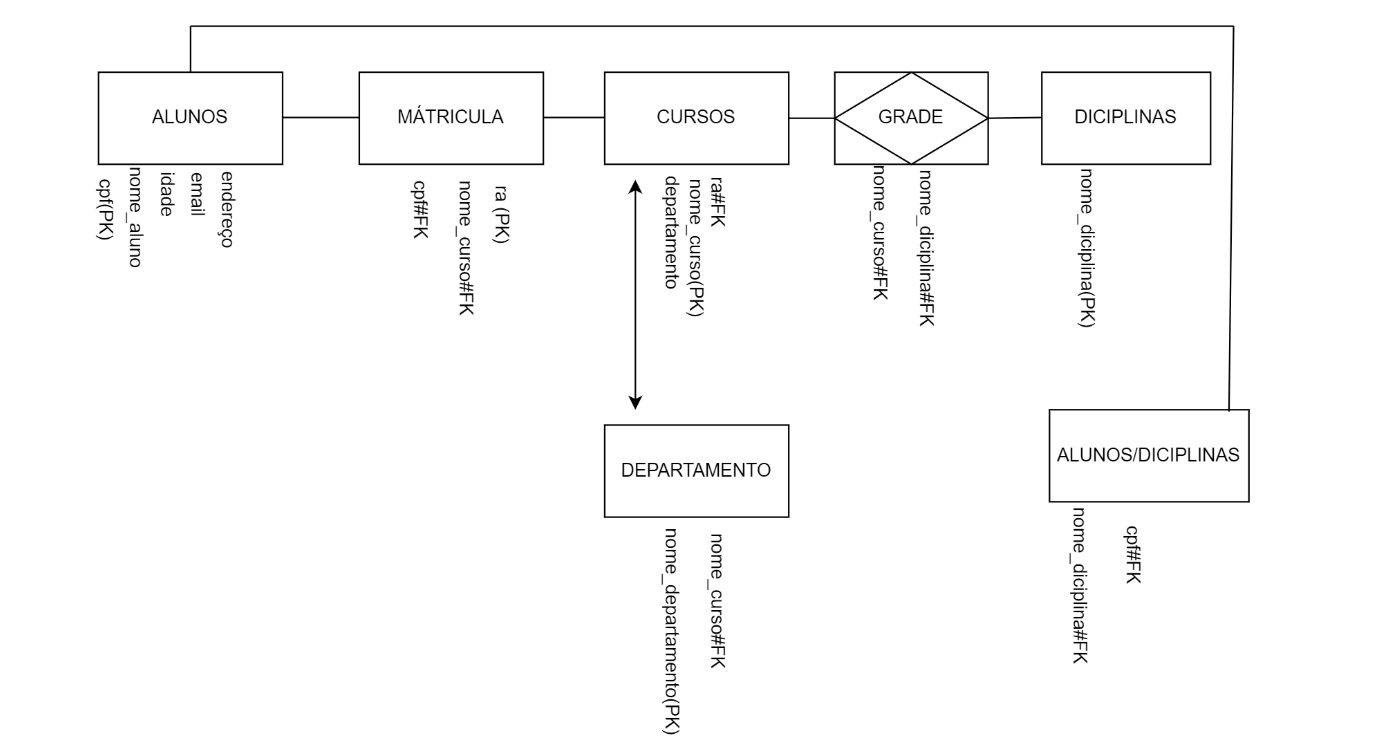 ALUNOS
MÁTRICULA
CURSOS
GRADE
DICIPLINAS
cpf(PK)
nome_aluno
idade
email
endereço
cpf#FK
nome_curso#FK
ra (PK)
departamento
nome_curso(PK)
ra#FK
nome_curso#FK
nome_diciplina#FK
nome_diciplina(PK)
DEPARTAMENTO
nome_departamento(PK)
nome_curso#FK
ALUNOS/DICIPLINAS
nome_diciplina#FK
cpf#FK